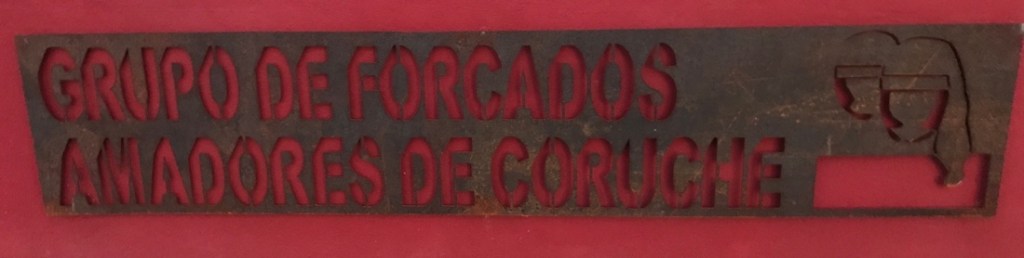 GRUPO DE FORCADOS
AMADORES DE CORUCHE